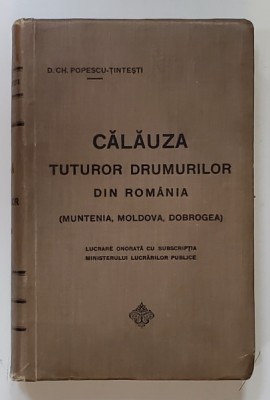 D. CH. POPESCU-ȚINTEȘTI
CĂLĂUZA
TUTUROR DRUMURILOR
DIN ROMÂNIA
(MUNTENIA, MOLDOVA, DOBROGEA)
LUCRARE ONORATĂ CU SUBSCRIPȚIA
MINISTERULUI LUCRĂRILOR PUBLICE